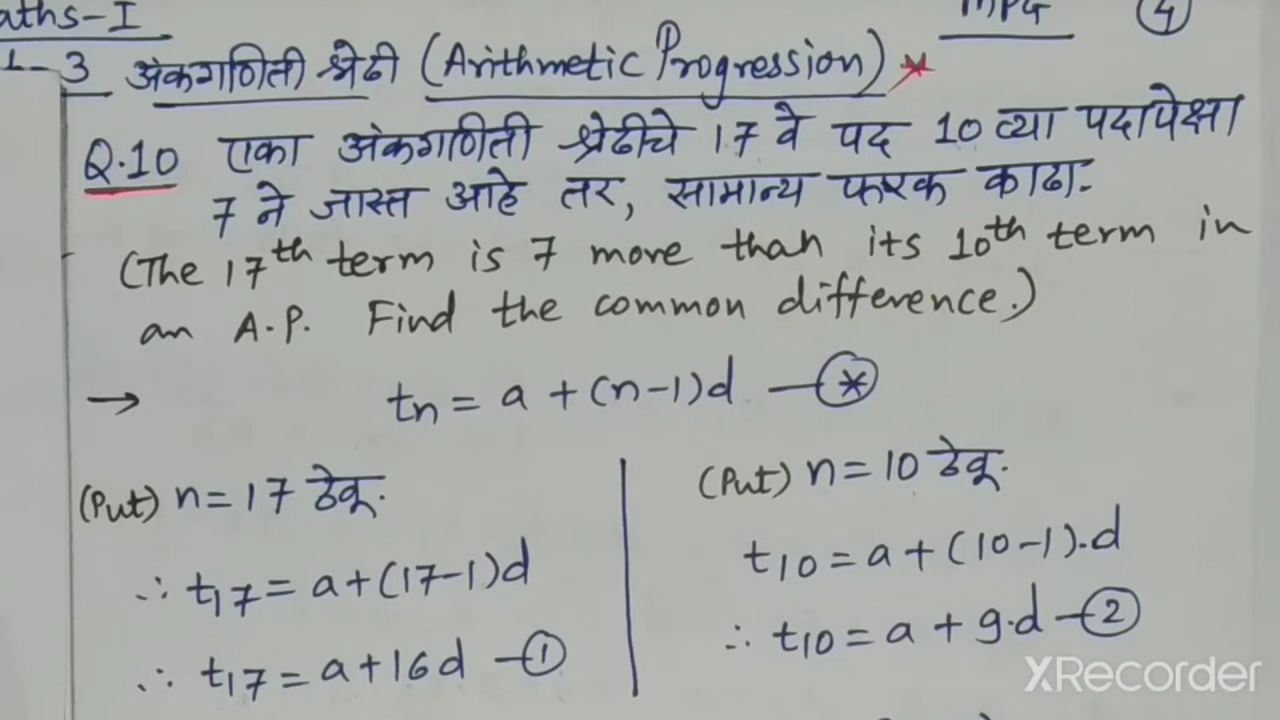 aths-I
MPG ④
1-3 अंकगणिती श्रेढी (Arithmetic Progression) *
Q.10 एका अंकगणिती श्रेढीचे 17 वे पद 10 व्या पदापेक्षा
7 ने जास्त आहे तर, सामान्य फरक काढा.
(The 17th term is 7 more than its 10th term in
an A.P. Find the common difference.)
→ tn = a + (n-1)d —⊛
(Put) n = 17 ठेवू.
∴ t17 = a+(17-1)d
∴ t17 = a+16d —①
(Put) n = 10 ठेवू.
t10 = a+(10-1).d
∴ t10 = a + 9.d —②
XRecorder